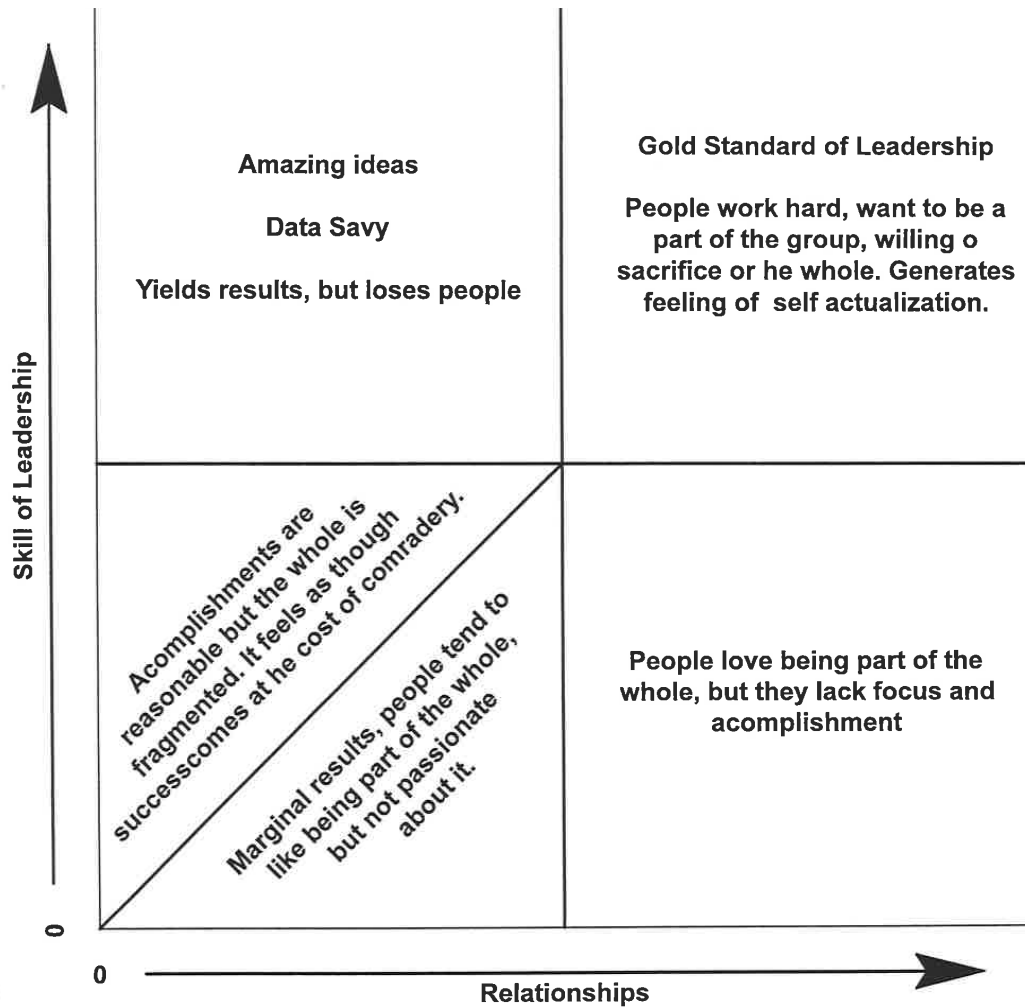 Amazing ideas
Data Savy
Yields results, but loses people
Gold Standard of Leadership
People work hard, want to be a
part of the group, willing o
sacrifice or he whole. Generates
feeling of self actualization.
Skill of Leadership
Acomplishments are
reasonable but the whole is
fragmented. It feels as though
successcomes at he cost of comradery.
Marginal results, people tend to
like being part of the whole,
but not passionate
about it.
People love being part of the
whole, but they lack focus and
acomplishment
0
0
Relationships